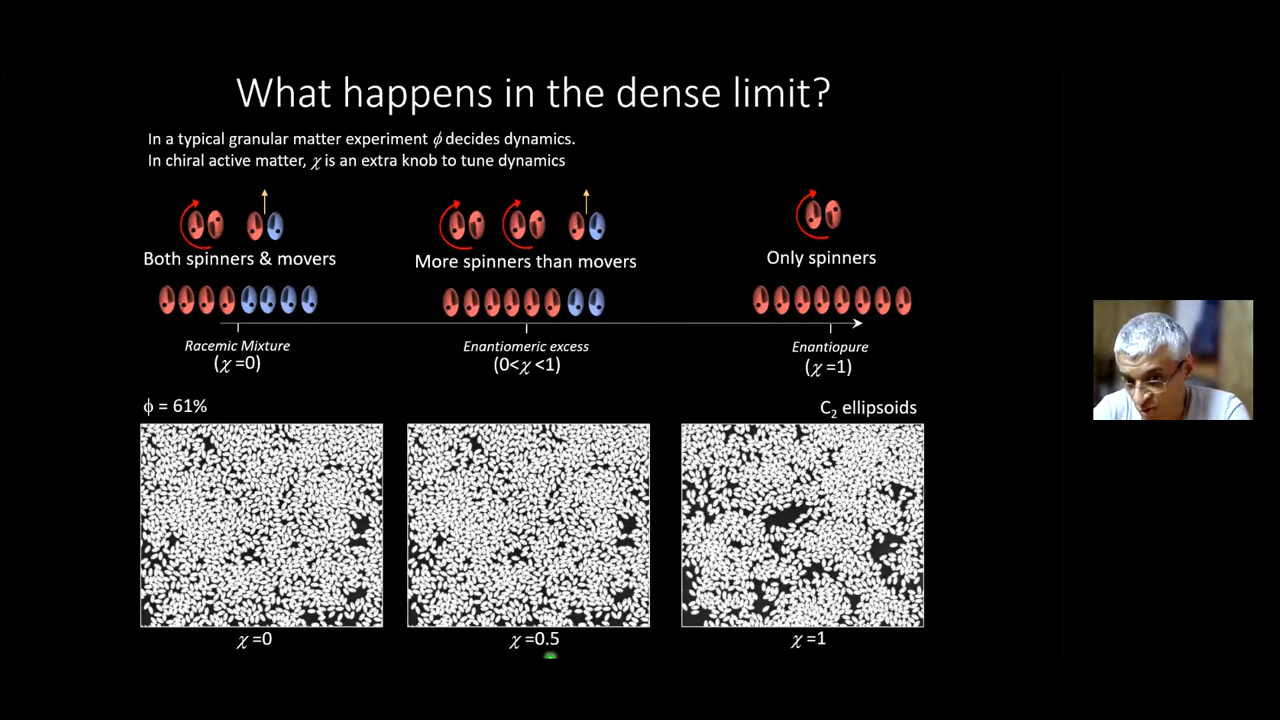 What happens in the dense limit?
In a typical granular matter experiment ϕ decides dynamics.
In chiral active matter, χ is an extra knob to tune dynamics
Both spinners & movers
More spinners than movers
Only spinners
Racemic Mixture
(χ =0)
Enantiomeric excess
(0<χ <1)
Enantiopure
(χ =1)
ϕ = 61%
C₂ ellipsoids
χ =0
χ =0.5
χ =1